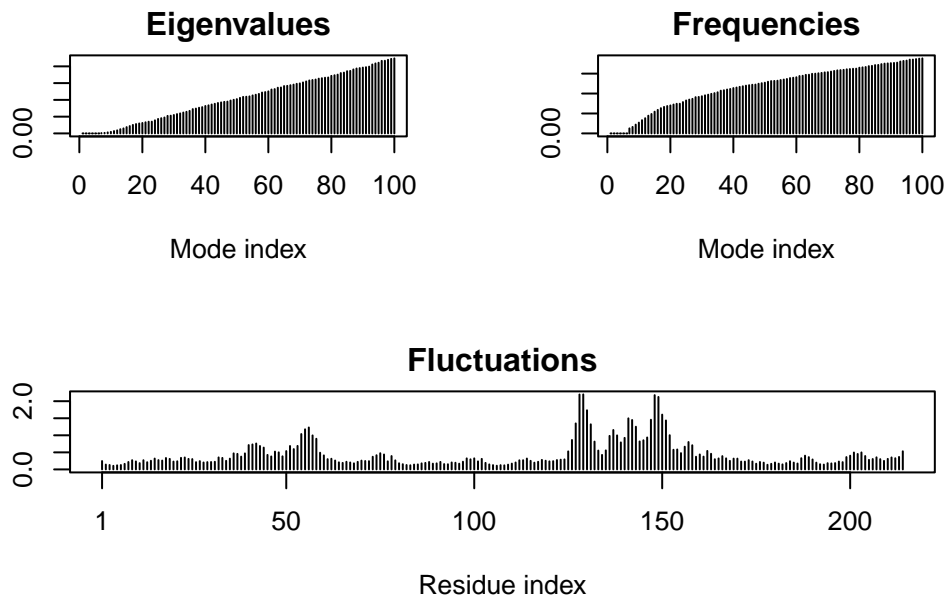 Eigenvalues
0.00
0 20 40 60 80 100
Mode index
Frequencies
0.00
0 20 40 60 80 100
Mode index
Fluctuations
0.0 2.0
1 50 100 150 200
Residue index